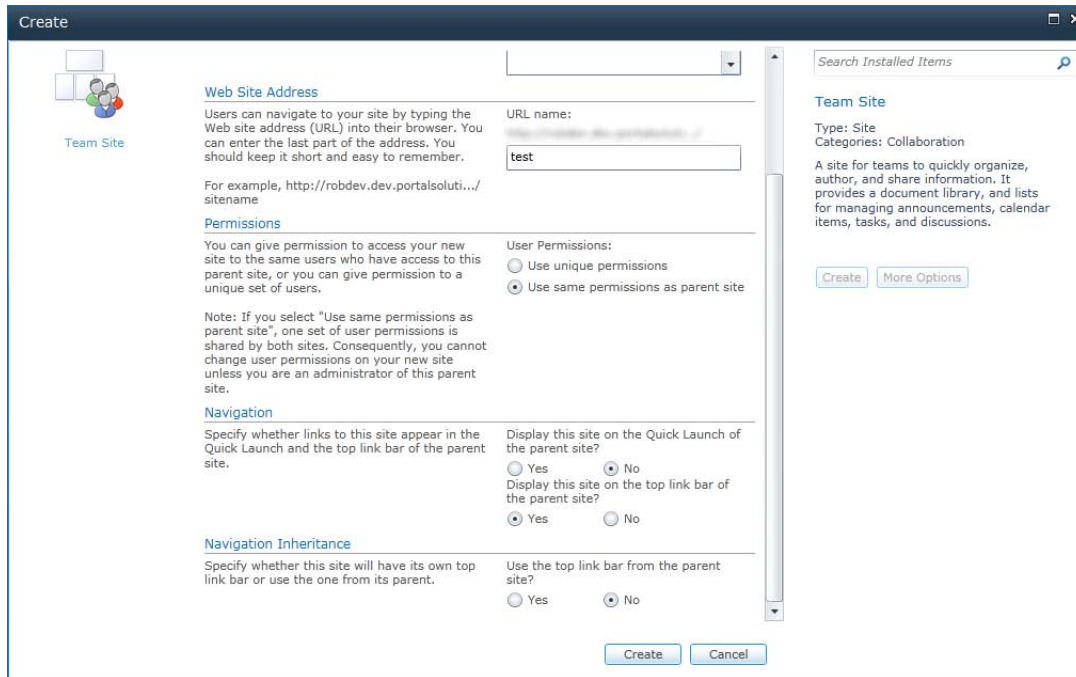 Create
Team Site
Web Site Address
Users can navigate to your site by typing the
Web site address (URL) into their browser. You
can enter the last part of the address. You
should keep it short and easy to remember.
For example, http://robdev.dev.portalsoluti.../
sitename
URL name:
test
Permissions
You can give permission to access your new
site to the same users who have access to this
parent site, or you can give permission to a
unique set of users.
Note: If you select "Use same permissions as
parent site", one set of user permissions is
shared by both sites. Consequently, you cannot
change user permissions on your new site
unless you are an administrator of this parent
site.
User Permissions:
Use unique permissions
Use same permissions as parent site
Navigation
Specify whether links to this site appear in the
Quick Launch and the top link bar of the parent
site.
Display this site on the Quick Launch of
the parent site?
Yes No
Display this site on the top link bar of
the parent site?
Yes No
Navigation Inheritance
Specify whether this site will have its own top
link bar or use the one from its parent.
Use the top link bar from the parent
site?
Yes No
Create Cancel
Search Installed Items
Team Site
Type: Site
Categories: Collaboration
A site for teams to quickly organize,
author, and share information. It
provides a document library, and lists
for managing announcements, calendar
items, tasks, and discussions.
Create More Options